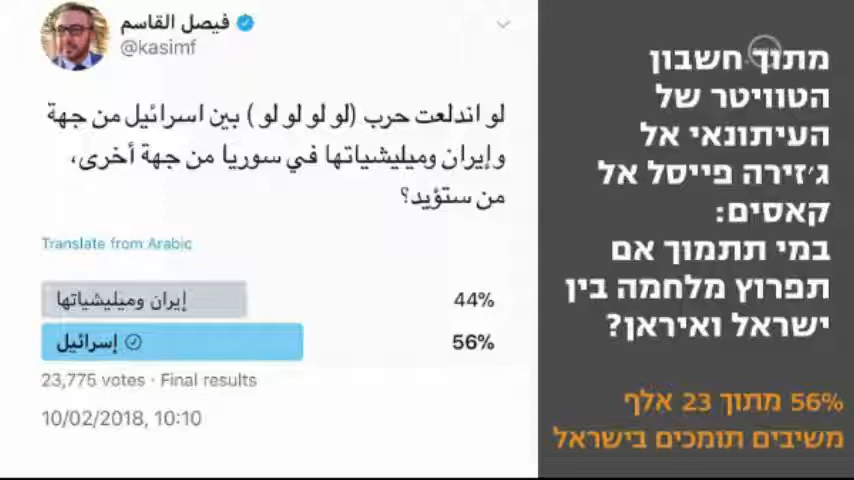 فيصل القاسم
@kasimf
لو اندلعت حرب (لو لو لو لو ) بين اسرائيل من جهة
وإيران وميليشياتها في سوريا من جهة أخرى،
من ستؤيد؟
Translate from Arabic
إيران وميليشياتها 44%
إسرائيل 56%
23,775 votes · Final results
10/02/2018, 10:10
מתוך חשבון
הטוויטר של
העיתונאי אל
ג'זירה פייסל אל
קאסים:
במי תתמוך אם
תפרוץ מלחמה בין
ישראל ואיראן?
56% מתוך 23 אלף
משיבים תומכים בישראל